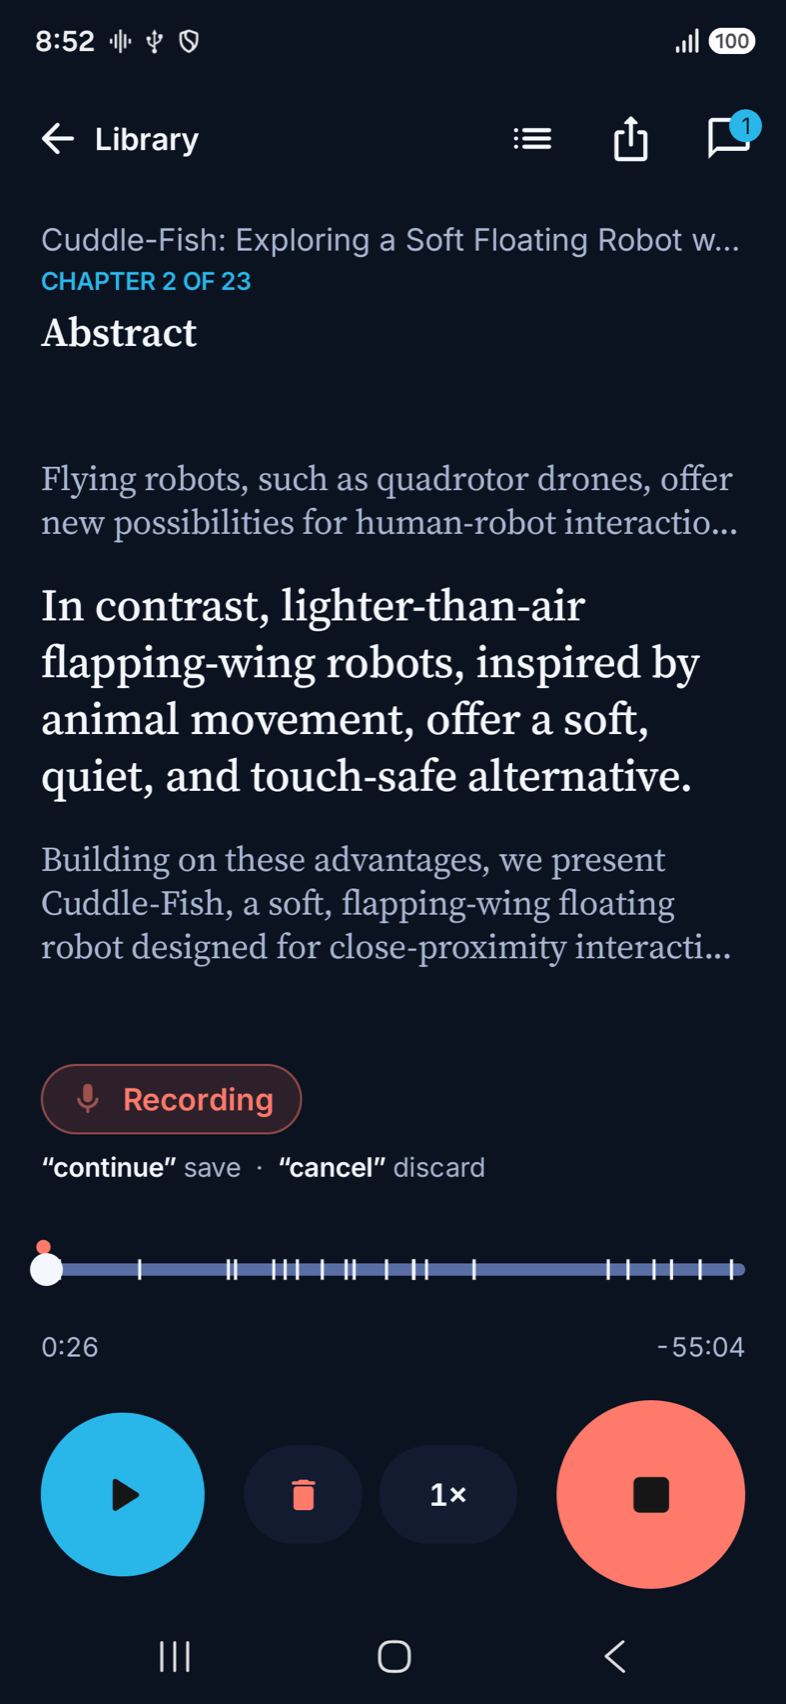 8:52
100
Library
1
Cuddle-Fish: Exploring a Soft Floating Robot w...
CHAPTER 2 OF 23
Abstract
Flying robots, such as quadrotor drones, offer
new possibilities for human-robot interactio...
In contrast, lighter-than-air
flapping-wing robots, inspired by
animal movement, offer a soft,
quiet, and touch-safe alternative.
Building on these advantages, we present
Cuddle-Fish, a soft, flapping-wing floating
robot designed for close-proximity interacti...
Recording
“continue” save · “cancel” discard
0:26
-55:04
1×